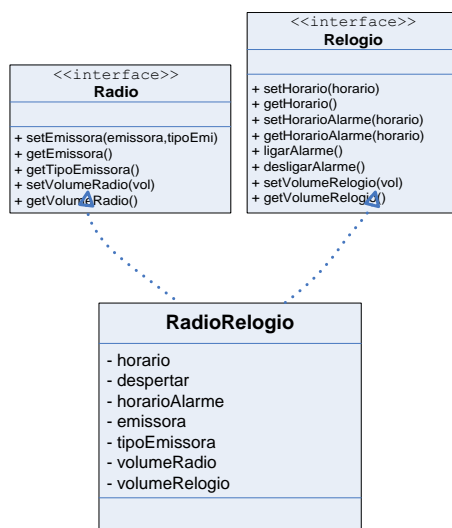 <<interface>>
Relogio
+ setHorario(horario)
+ getHorario()
+ setHorarioAlarme(horario)
+ getHorarioAlarme(horario)
+ ligarAlarme()
+ desligarAlarme()
+ setVolumeRelogio(vol)
+ getVolumeRelogio()
<<interface>>
Radio
+ setEmissora(emissora,tipoEmi)
+ getEmissora()
+ getTipoEmissora()
+ setVolumeRadio(vol)
+ getVolumeRadio()
RadioRelogio
- horario
- despertar
- horarioAlarme
- emissora
- tipoEmissora
- volumeRadio
- volumeRelogio